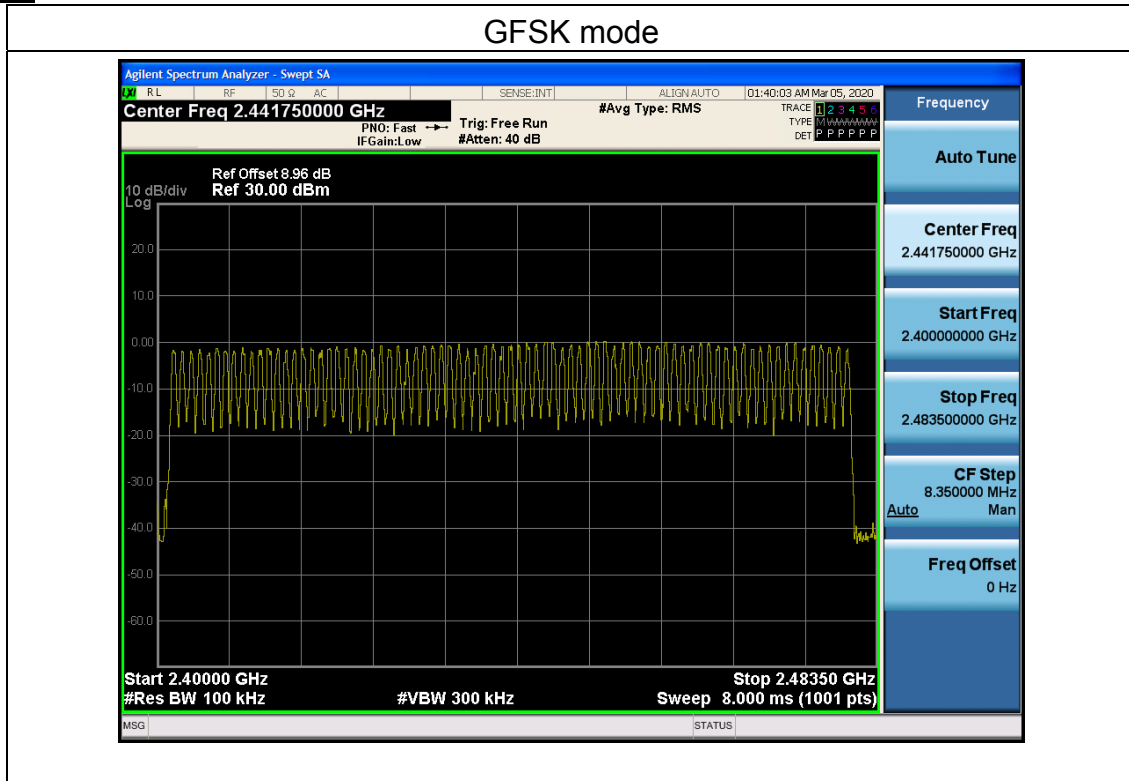 GFSK mode
Agilent Spectrum Analyzer - Swept SA
LXI RL RF 50 Ω AC SENSE:INT ALIGN AUTO 01:40:03 AM Mar 05, 2020
Center Freq 2.441750000 GHz
PNO: Fast
IFGain:Low
Trig: Free Run
#Atten: 40 dB
#Avg Type: RMS
TRACE 1 2 3 4 5 6
TYPE M
DET P P P P P P
Ref Offset 8.96 dB
10 dB/div Ref 30.00 dBm
Log
20.0
10.0
0.00
-10.0
-20.0
-30.0
-40.0
-50.0
-60.0
Start 2.40000 GHz Stop 2.48350 GHz
#Res BW 100 kHz #VBW 300 kHz Sweep 8.000 ms (1001 pts)
MSG STATUS
Frequency
Auto Tune
Center Freq
2.441750000 GHz
Start Freq
2.400000000 GHz
Stop Freq
2.483500000 GHz
CF Step
8.350000 MHz
Auto Man
Freq Offset
0 Hz